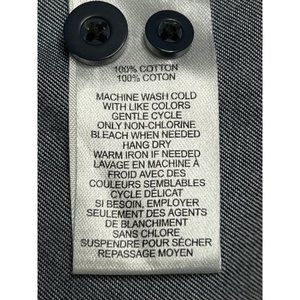 100% COTTON
100% COTON
MACHINE WASH COLD
WITH LIKE COLORS
GENTLE CYCLE
ONLY NON-CHLORINE
BLEACH WHEN NEEDED
HANG DRY
WARM IRON IF NEEDED
LAVAGE EN MACHINE À
FROID AVEC DES
COULEURS SEMBLABLES
CYCLE DÉLICAT
SI BESOIN, EMPLOYER
SEULEMENT DES AGENTS
DE BLANCHIMENT
SANS CHLORE
SUSPENDRE POUR SÉCHER
REPASSAGE MOYEN